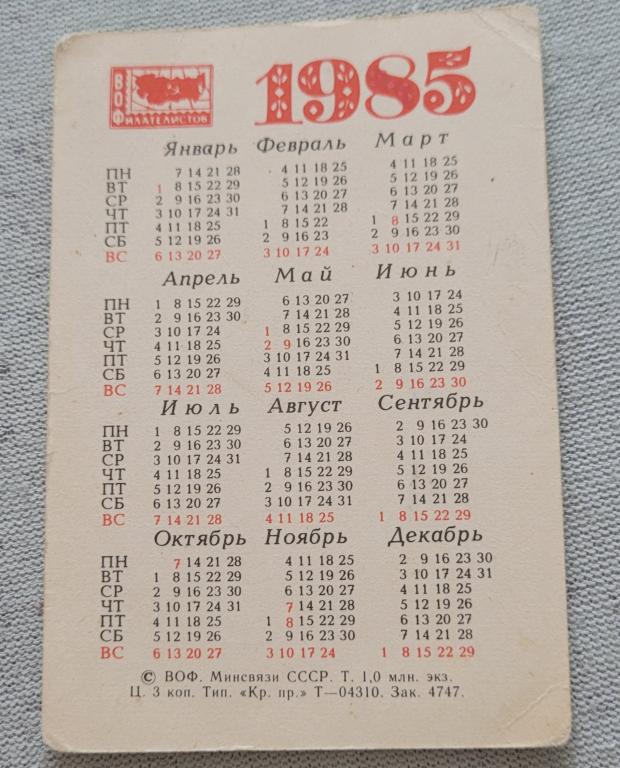 ВОФилателистов
1985
Январь Февраль Март
ПН 7 14 21 28 4 11 18 25 4 11 18 25
ВТ 1 8 15 22 29 5 12 19 26 5 12 19 26
СР 2 9 16 23 30 6 13 20 27 6 13 20 27
ЧТ 3 10 17 24 31 7 14 21 28 7 14 21 28
ПТ 4 11 18 25 1 8 15 22 1 8 15 22 29
СБ 5 12 19 26 2 9 16 23 2 9 16 23 30
ВС 6 13 20 27 3 10 17 24 3 10 17 24 31
Апрель Май Июнь
ПН 1 8 15 22 29 6 13 20 27 3 10 17 24
ВТ 2 9 16 23 30 7 14 21 28 4 11 18 25
СР 3 10 17 24 1 8 15 22 29 5 12 19 26
ЧТ 4 11 18 25 2 9 16 23 30 6 13 20 27
ПТ 5 12 19 26 3 10 17 24 31 7 14 21 28
СБ 6 13 20 27 4 11 18 25 1 8 15 22 29
ВС 7 14 21 28 5 12 19 26 2 9 16 23 30
Июль Август Сентябрь
ПН 1 8 15 22 29 5 12 19 26 2 9 16 23 30
ВТ 2 9 16 23 30 6 13 20 27 3 10 17 24
СР 3 10 17 24 31 7 14 21 28 4 11 18 25
ЧТ 4 11 18 25 1 8 15 22 29 5 12 19 26
ПТ 5 12 19 26 2 9 16 23 30 6 13 20 27
СБ 6 13 20 27 3 10 17 24 31 7 14 21 28
ВС 7 14 21 28 4 11 18 25 1 8 15 22 29
Октябрь Ноябрь Декабрь
ПН 7 14 21 28 4 11 18 25 2 9 16 23 30
ВТ 1 8 15 22 29 5 12 19 26 3 10 17 24 31
СР 2 9 16 23 30 6 13 20 27 4 11 18 25
ЧТ 3 10 17 24 31 7 14 21 28 5 12 19 26
ПТ 4 11 18 25 1 8 15 22 29 6 13 20 27
СБ 5 12 19 26 2 9 16 23 30 7 14 21 28
ВС 6 13 20 27 3 10 17 24 1 8 15 22 29
© ВОФ. Минсвязи СССР. Т. 1,0 млн. экз.
Ц. 3 коп. Тип. «Кр. пр.» Т—04310. Зак. 4747.